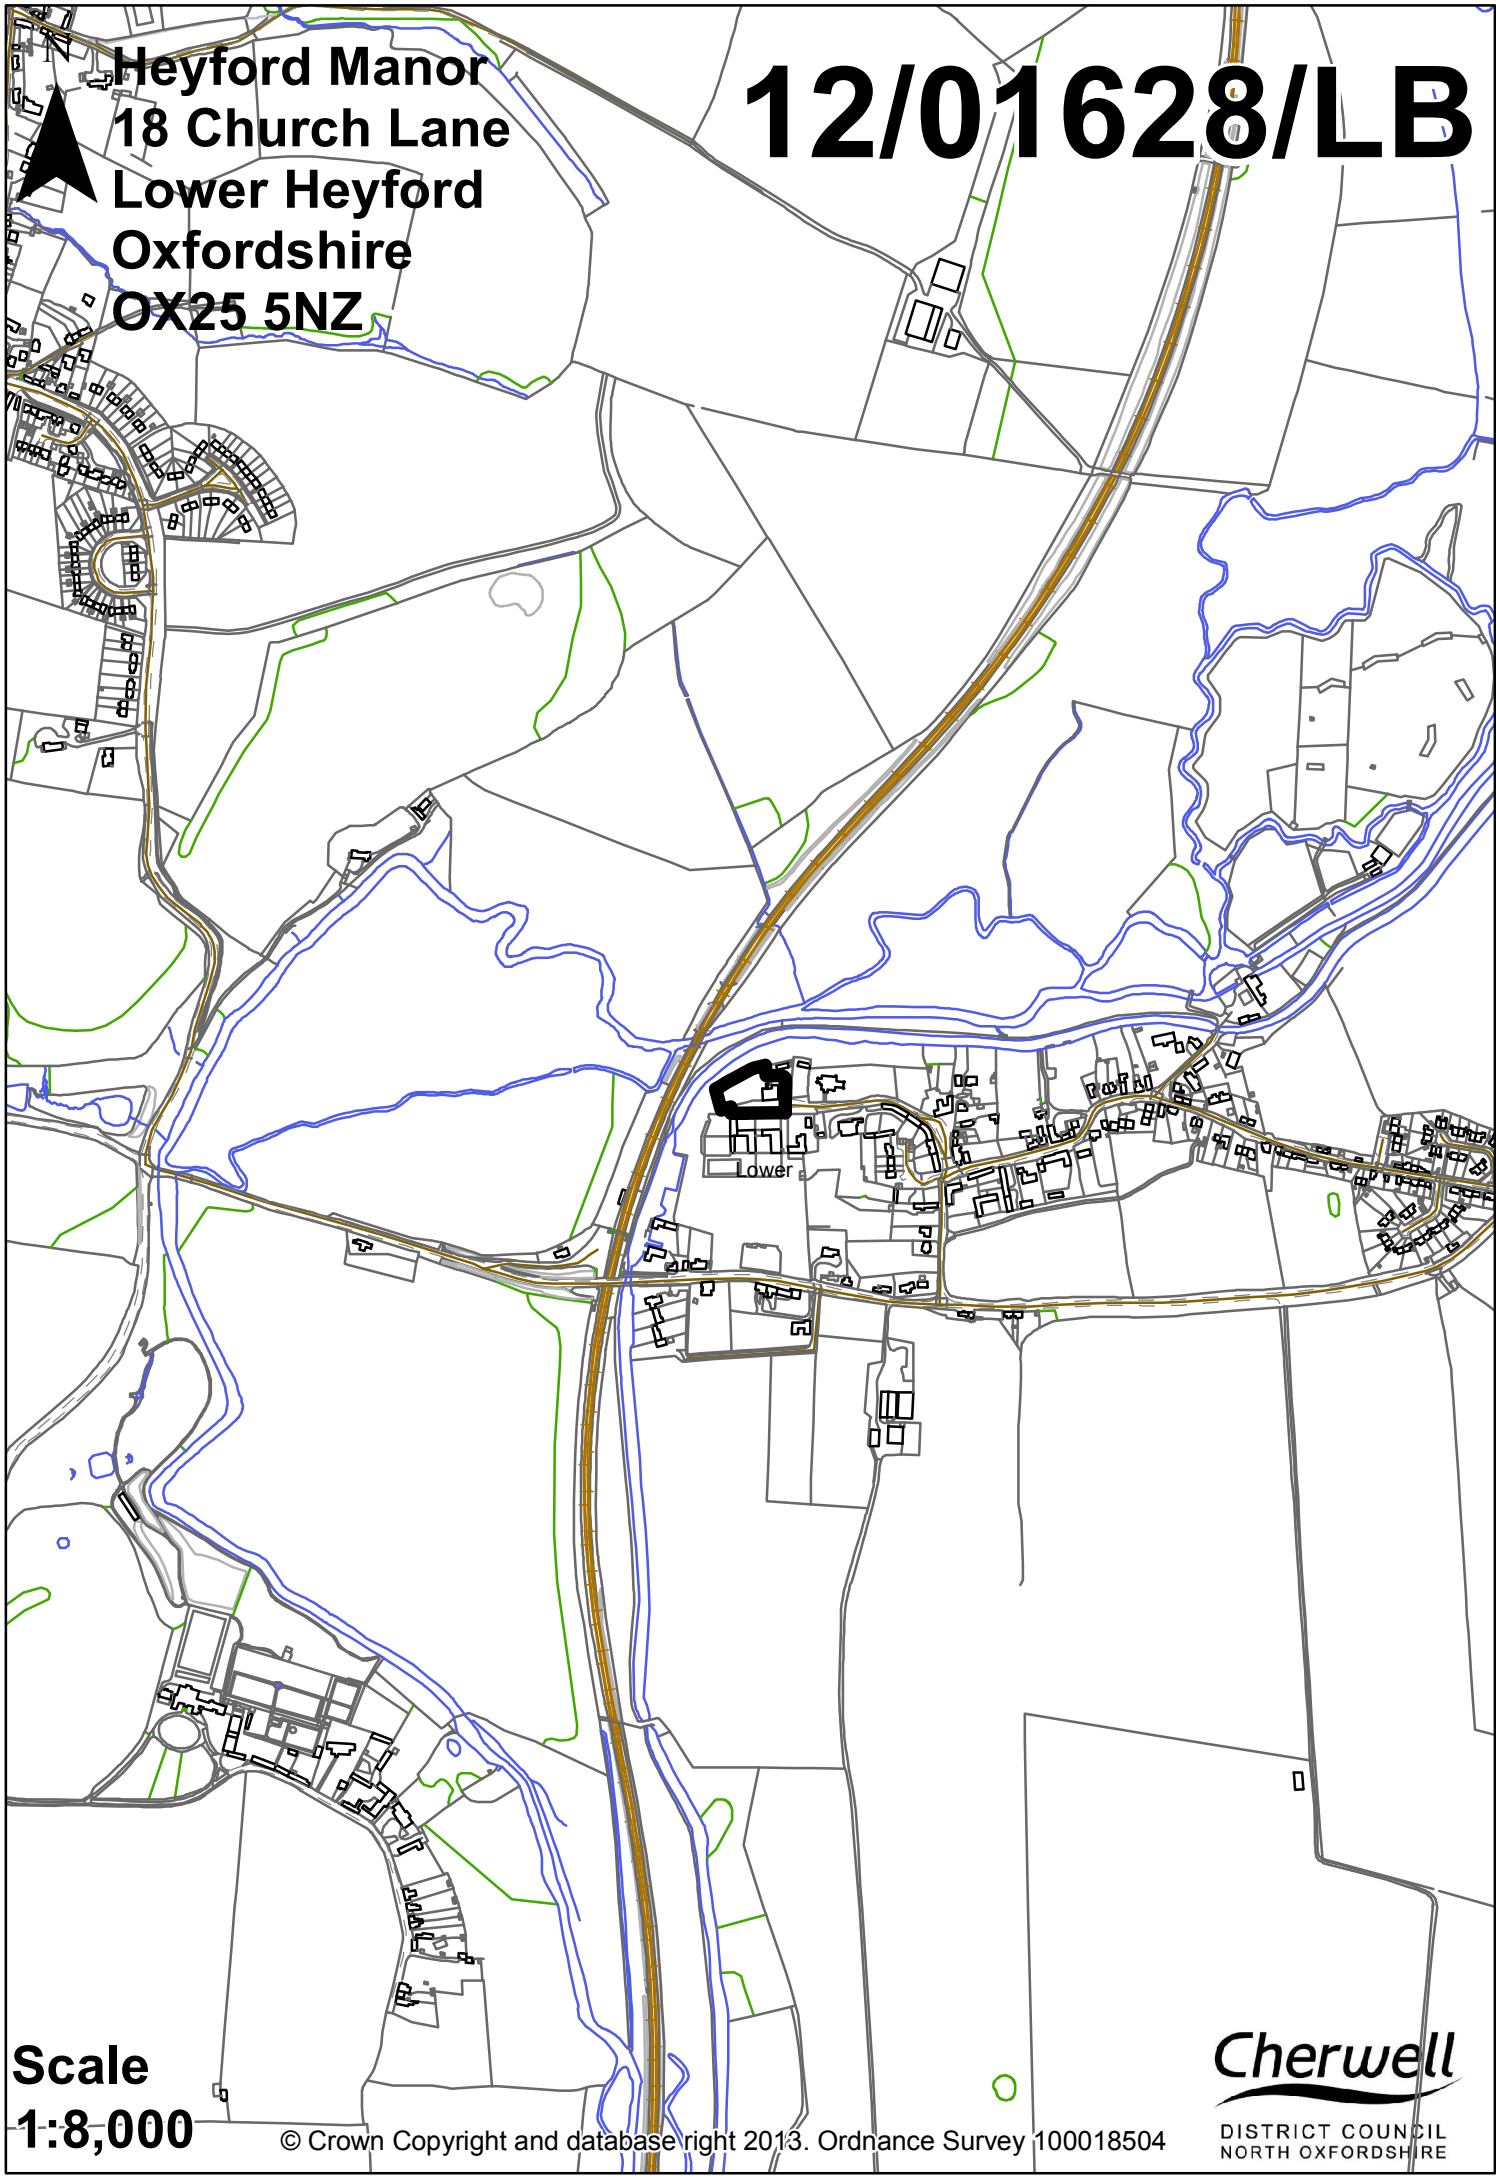 N
Heyford Manor
18 Church Lane
Lower Heyford
Oxfordshire
OX25 5NZ
12/01628/LB
Lower
Scale
1:8,000
© Crown Copyright and database right 2013. Ordnance Survey 100018504
Cherwell
DISTRICT COUNCIL
NORTH OXFORDSHIRE